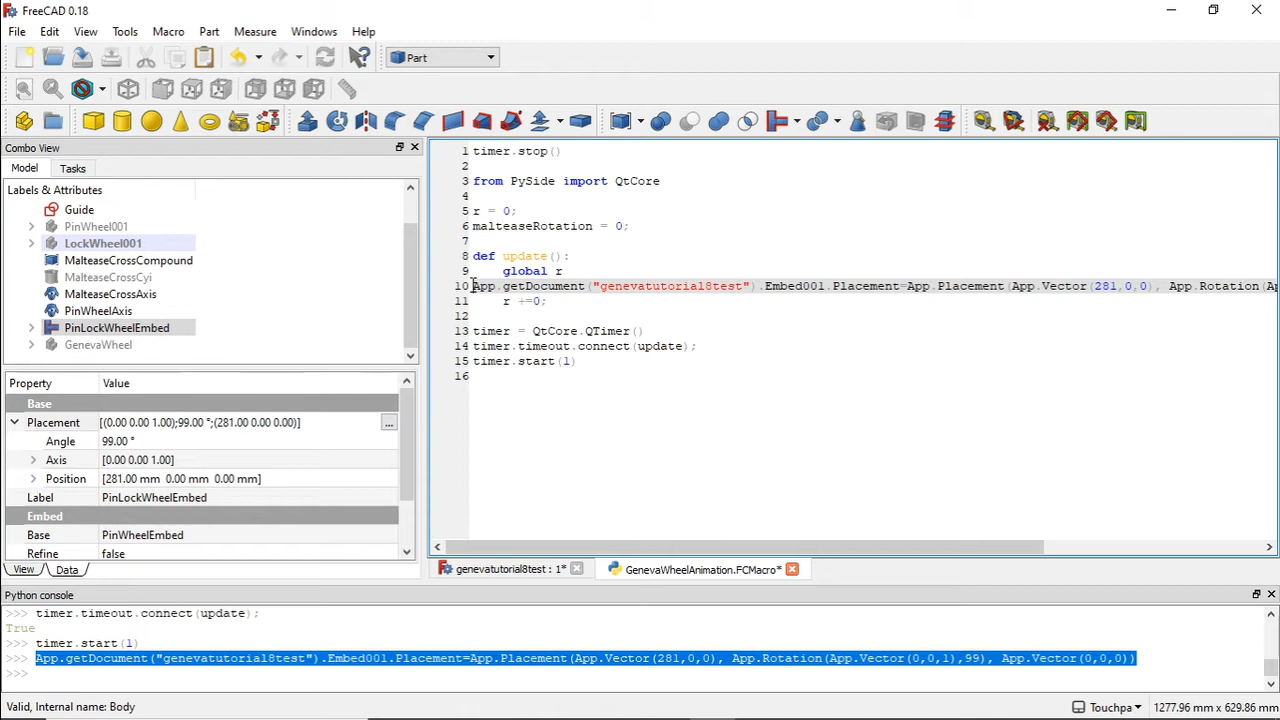 FreeCAD 0.18
File Edit View Tools Macro Part Measure Windows Help
Part
Combo View
Model Tasks
Labels & Attributes
Guide
PinWheel001
LockWheel001
MalteaseCrossCompound
MalteaseCrossCyi
MalteaseCrossAxis
PinWheelAxis
PinLockWheelEmbed
GenevaWheel
Property Value
Base
Placement [(0.00 0.00 1.00);99.00 °;(281.00 0.00 0.00)]
...
Angle 99.00 °
Axis [0.00 0.00 1.00]
Position [281.00 mm 0.00 mm 0.00 mm]
Label PinLockWheelEmbed
Embed
Base PinWheelEmbed
Refine false
View Data
1 timer.stop()
2
3 from PySide import QtCore
4
5 r = 0;
6 malteaseRotation = 0;
7
8 def update():
9 global r
10 App.getDocument("genevatutorial8test").Embed001.Placement=App.Placement(App.Vector(281,0,0), App.Rotation(Ap
11 r +=0;
12
13 timer = QtCore.QTimer()
14 timer.timeout.connect(update);
15 timer.start(1)
16
genevatutorial8test : 1* GenevaWheelAnimation.FCMacro*
Python console
>>> timer.timeout.connect(update);
True
>>> timer.start(1)
>>> App.getDocument("genevatutorial8test").Embed001.Placement=App.Placement(App.Vector(281,0,0), App.Rotation(App.Vector(0,0,1),99), App.Vector(0,0,0))
>>>
Valid, Internal name: Body
Touchpa 1277.96 mm x 629.86 mm